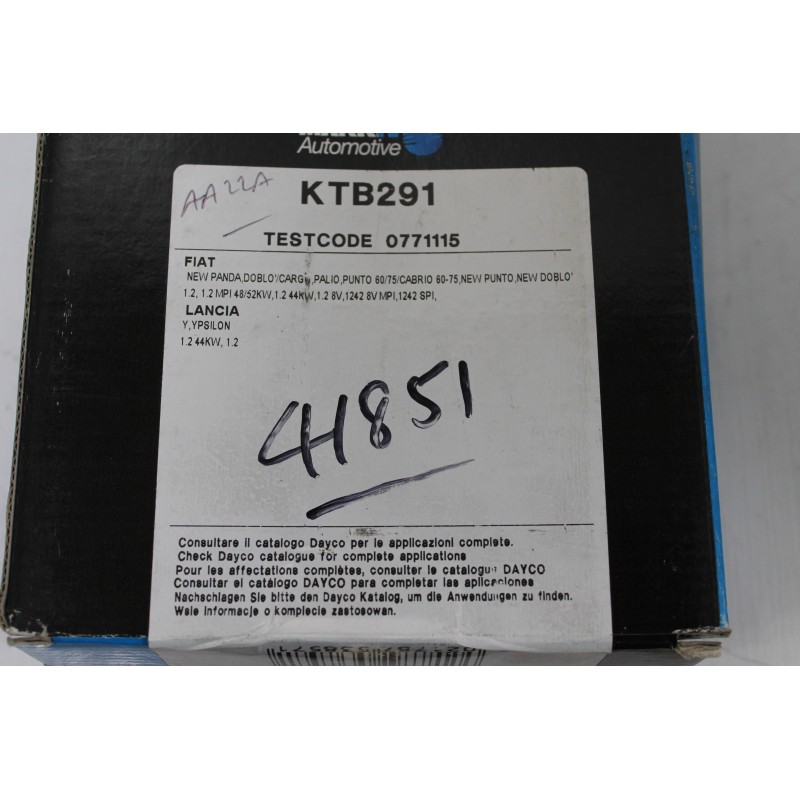 Automotive
AA22A
KTB291
TESTCODE 0771115
FIAT
NEW PANDA,DOBLO'/CARGO,PALIO,PUNTO 60/75/CABRIO 60-75,NEW PUNTO,NEW DOBLO'
1.2, 1.2 MPI 48/52KW,1.2 44KW,1.2 8V,1242 8V MPI,1242 SPI,
LANCIA
Y,YPSILON
1.2 44KW, 1.2
41851
Consultare il catalogo Dayco per le applicazioni complete.
Check Dayco catalogue for complete applications
Pour les affectations complètes, consulter le catalogue DAYCO
Consultar el catálogo DAYCO para completar las aplicaciones
Nachschlagen Sie bitte den Dayco Katalog, um die Anwendungen zu finden.
Wsie informacje o komplecie zastosowan.